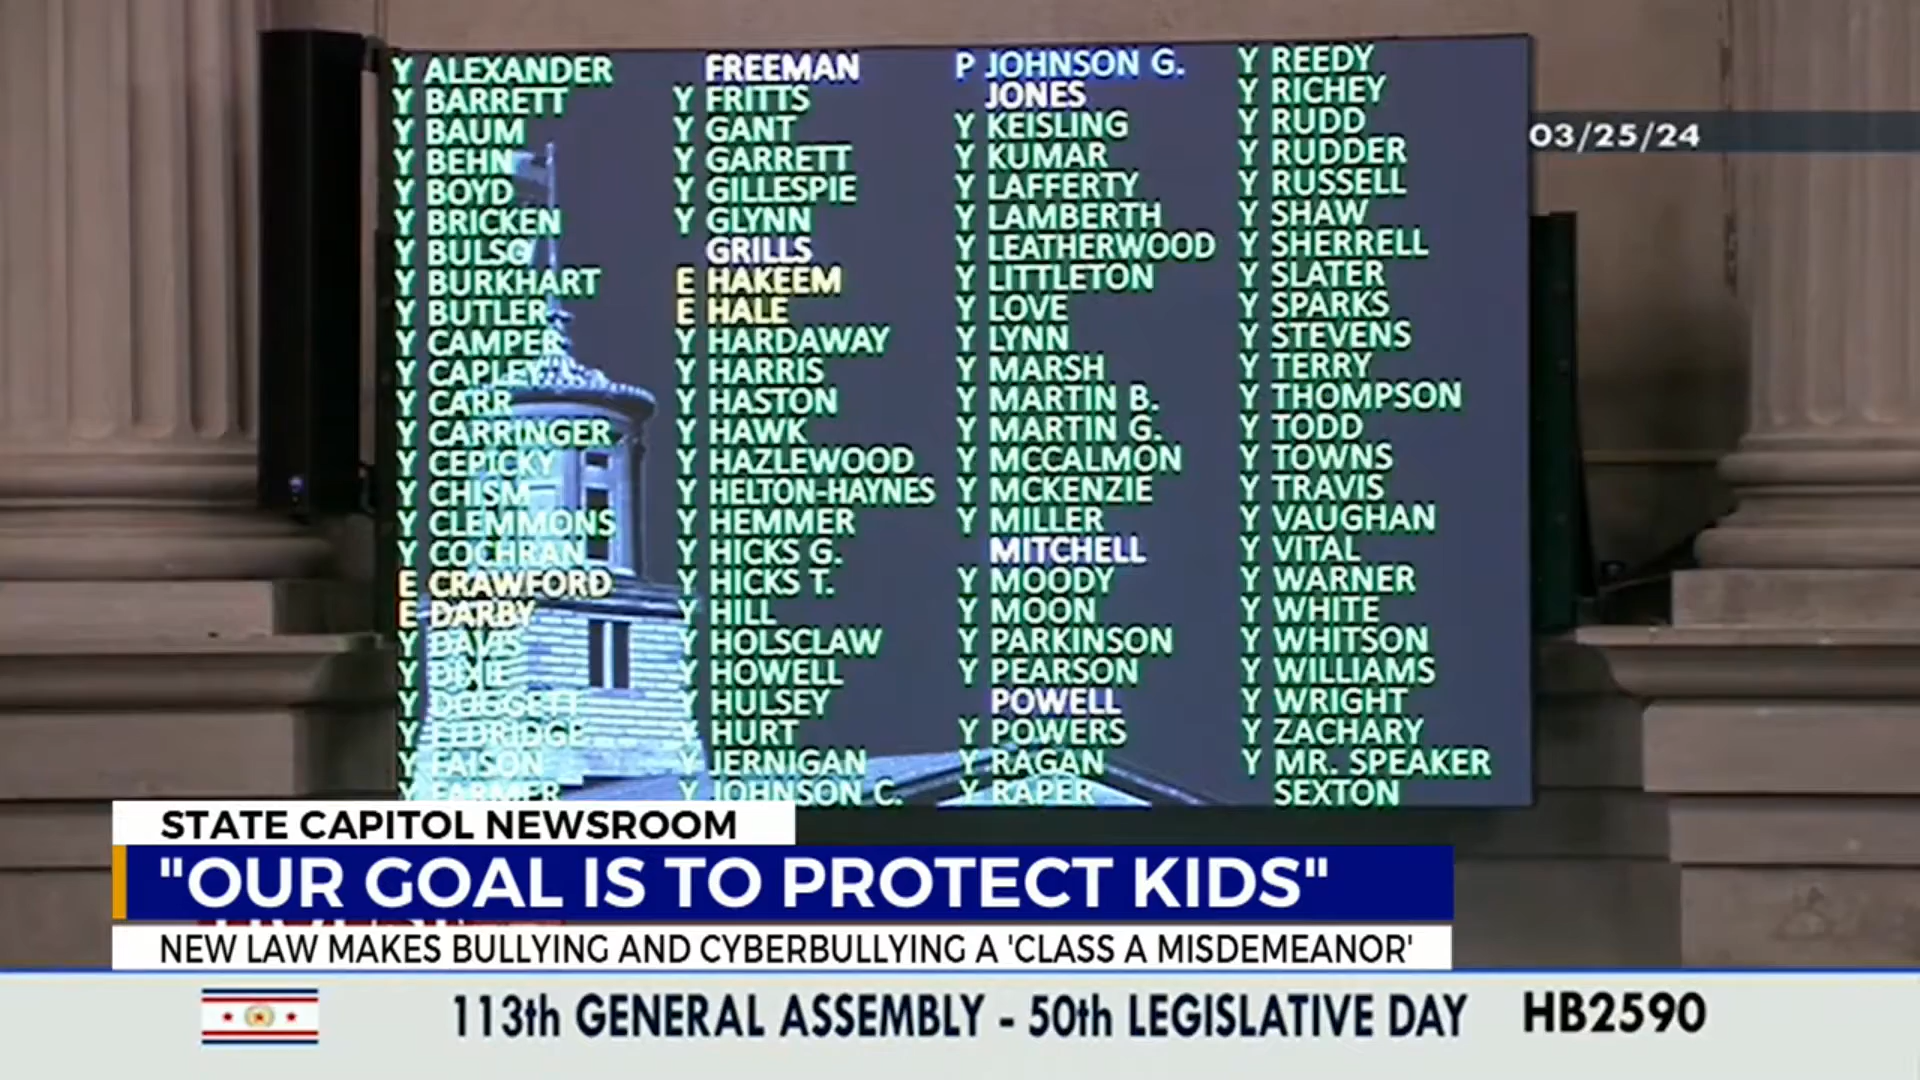 Y ALEXANDER
Y BARRETT
Y BAUM
Y BEHN
Y BOYD
Y BRICKEN
Y BULSO
Y BURKHART
Y BUTLER
Y CAMPER
Y CAPLEY
Y CARR
Y CARRINGER
Y CEPICKY
Y CHISM
Y CLEMMONS
Y COCHRAN
E CRAWFORD
E DARBY
Y DAVIS
Y DIXIE
Y DOGGETT
Y ELDRIDGE
Y FAISON
Y FARMER
FREEMAN
Y FRITTS
Y GANT
Y GARRETT
Y GILLESPIE
Y GLYNN
GRILLS
E HAKEEM
E HALE
Y HARDAWAY
Y HARRIS
Y HASTON
Y HAWK
Y HAZLEWOOD
Y HELTON-HAYNES
Y HEMMER
Y HICKS G.
Y HICKS T.
Y HILL
Y HOLSCLAW
Y HOWELL
Y HULSEY
Y HURT
Y JERNIGAN
Y JOHNSON C.
P JOHNSON G.
JONES
Y KEISLING
Y KUMAR
Y LAFFERTY
Y LAMBERTH
Y LEATHERWOOD
Y LITTLETON
Y LOVE
Y LYNN
Y MARSH
Y MARTIN B.
Y MARTIN G.
Y MCCALMON
Y MCKENZIE
Y MILLER
MITCHELL
Y MOODY
Y MOON
Y PARKINSON
Y PEARSON
POWELL
Y POWERS
Y RAGAN
Y RAPER
Y REEDY
Y RICHEY
Y RUDD
Y RUDDER
Y RUSSELL
Y SHAW
Y SHERRELL
Y SLATER
Y SPARKS
Y STEVENS
Y TERRY
Y THOMPSON
Y TODD
Y TOWNS
Y TRAVIS
Y VAUGHAN
Y VITAL
Y WARNER
Y WHITE
Y WHITSON
Y WILLIAMS
Y WRIGHT
Y ZACHARY
Y MR. SPEAKER
SEXTON
03/25/24
STATE CAPITOL NEWSROOM
"OUR GOAL IS TO PROTECT KIDS"
NEW LAW MAKES BULLYING AND CYBERBULLYING A 'CLASS A MISDEMEANOR'
113th GENERAL ASSEMBLY - 50th LEGISLATIVE DAY HB2590